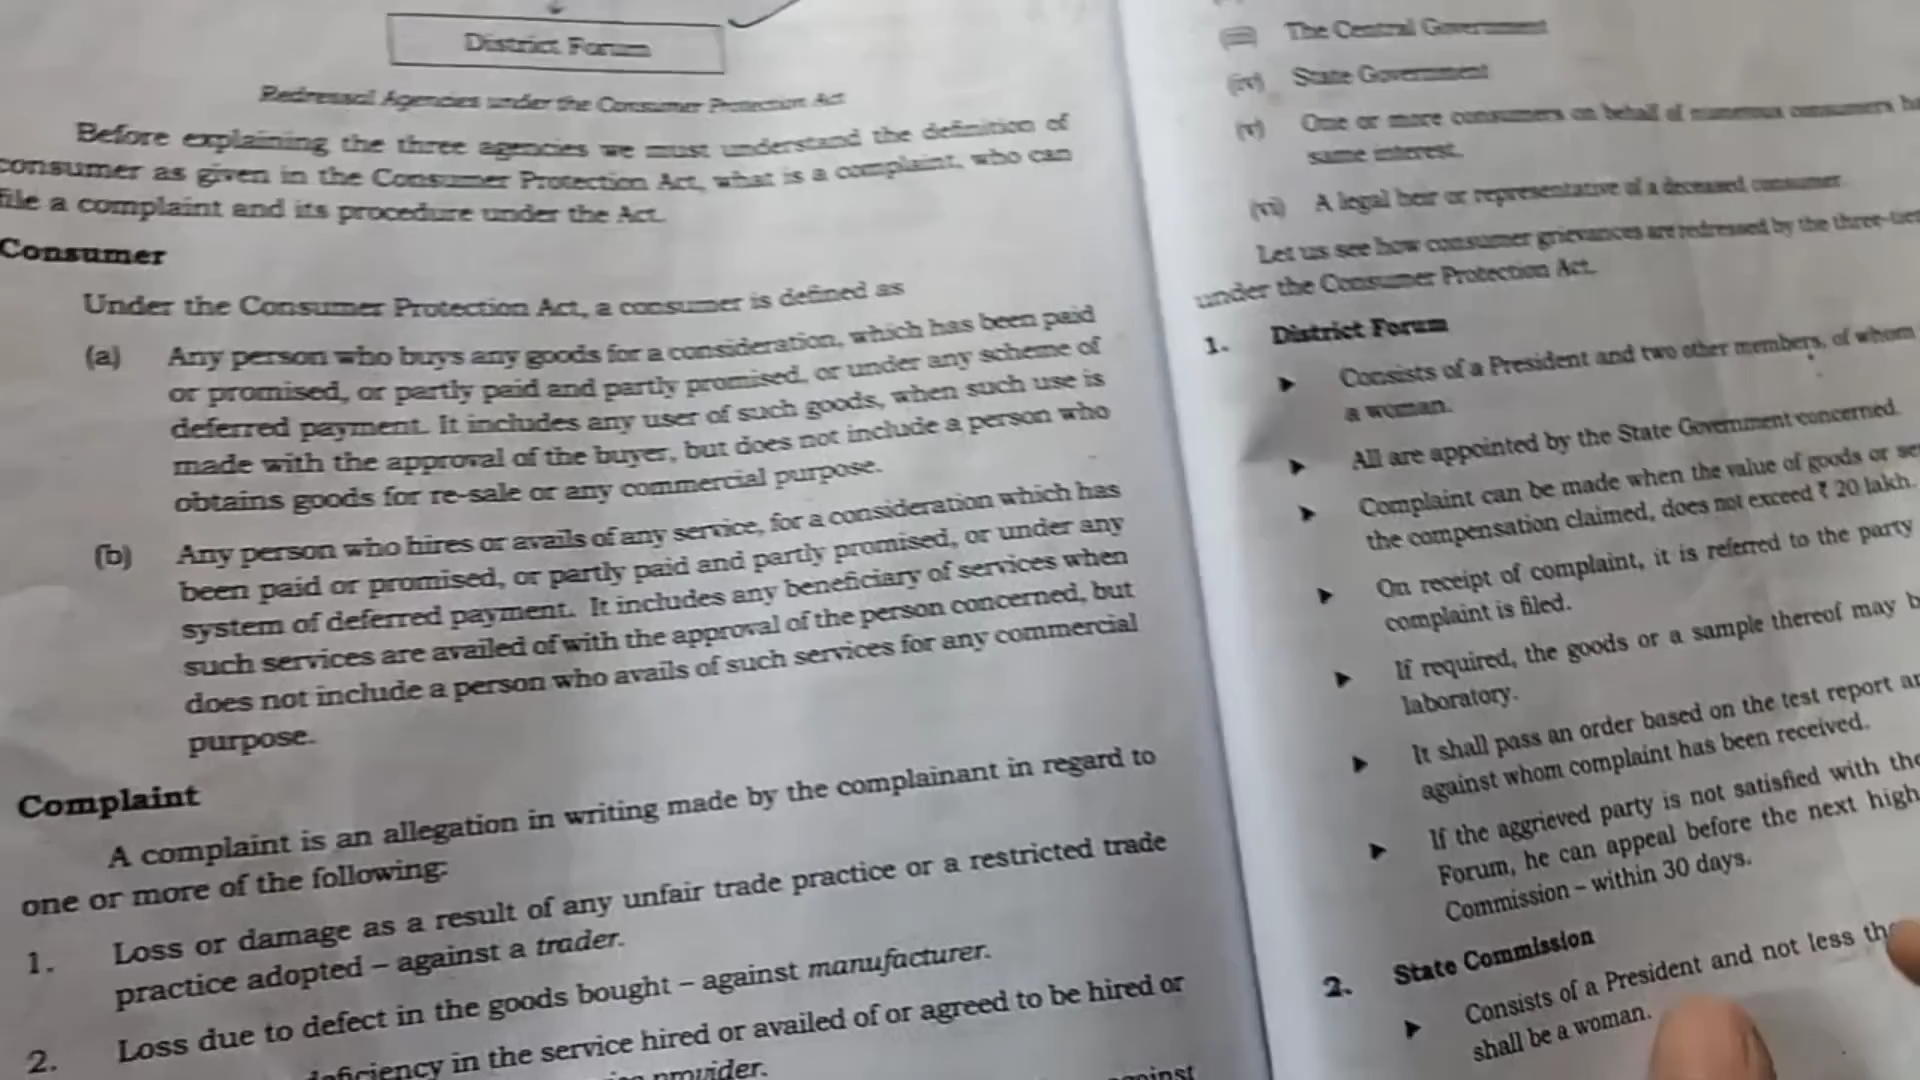 District Forum
Redressal Agencies under the Consumer Protection Act
Before explaining the three agencies we must understand the definition of
consumer as given in the Consumer Protection Act, what is a complaint, who can
file a complaint and its procedure under the Act.
Consumer
Under the Consumer Protection Act, a consumer is defined as
(a) Any person who buys any goods for a consideration, which has been paid
or promised, or partly paid and partly promised, or under any scheme of
deferred payment. It includes any user of such goods, when such use is
made with the approval of the buyer, but does not include a person who
obtains goods for re-sale or any commercial purpose.
(b) Any person who hires or avails of any service, for a consideration which has
been paid or promised, or partly paid and partly promised, or under any
system of deferred payment. It includes any beneficiary of services when
such services are availed of with the approval of the person concerned, but
does not include a person who avails of such services for any commercial
purpose.
Complaint
A complaint is an allegation in writing made by the complainant in regard to
one or more of the following:
1. Loss or damage as a result of any unfair trade practice or a restricted trade
practice adopted – against a trader.
2. Loss due to defect in the goods bought – against manufacturer.
deficiency in the service hired or availed of or agreed to be hired or
provider.
against
The Central Government
(iv) State Government
(v) One or more consumers on behalf of numerous consumers
same interest.
(vi) A legal heir or representative of a deceased consumer.
Let us see how consumer grievances are redressed by the three-tier
under the Consumer Protection Act.
1. District Forum
➤ Consists of a President and two other members, of whom
a woman.
➤ All are appointed by the State Government concerned.
➤ Complaint can be made when the value of goods or
the compensation claimed, does not exceed ₹ 20 lakh.
➤ On receipt of complaint, it is referred to the party
complaint is filed.
➤ If required, the goods or a sample thereof may
laboratory.
➤ It shall pass an order based on the test report
against whom complaint has been received.
➤ If the aggrieved party is not satisfied with the
Forum, he can appeal before the next
Commission – within 30 days.
2. State Commission
➤ Consists of a President and not less
shall be a woman.